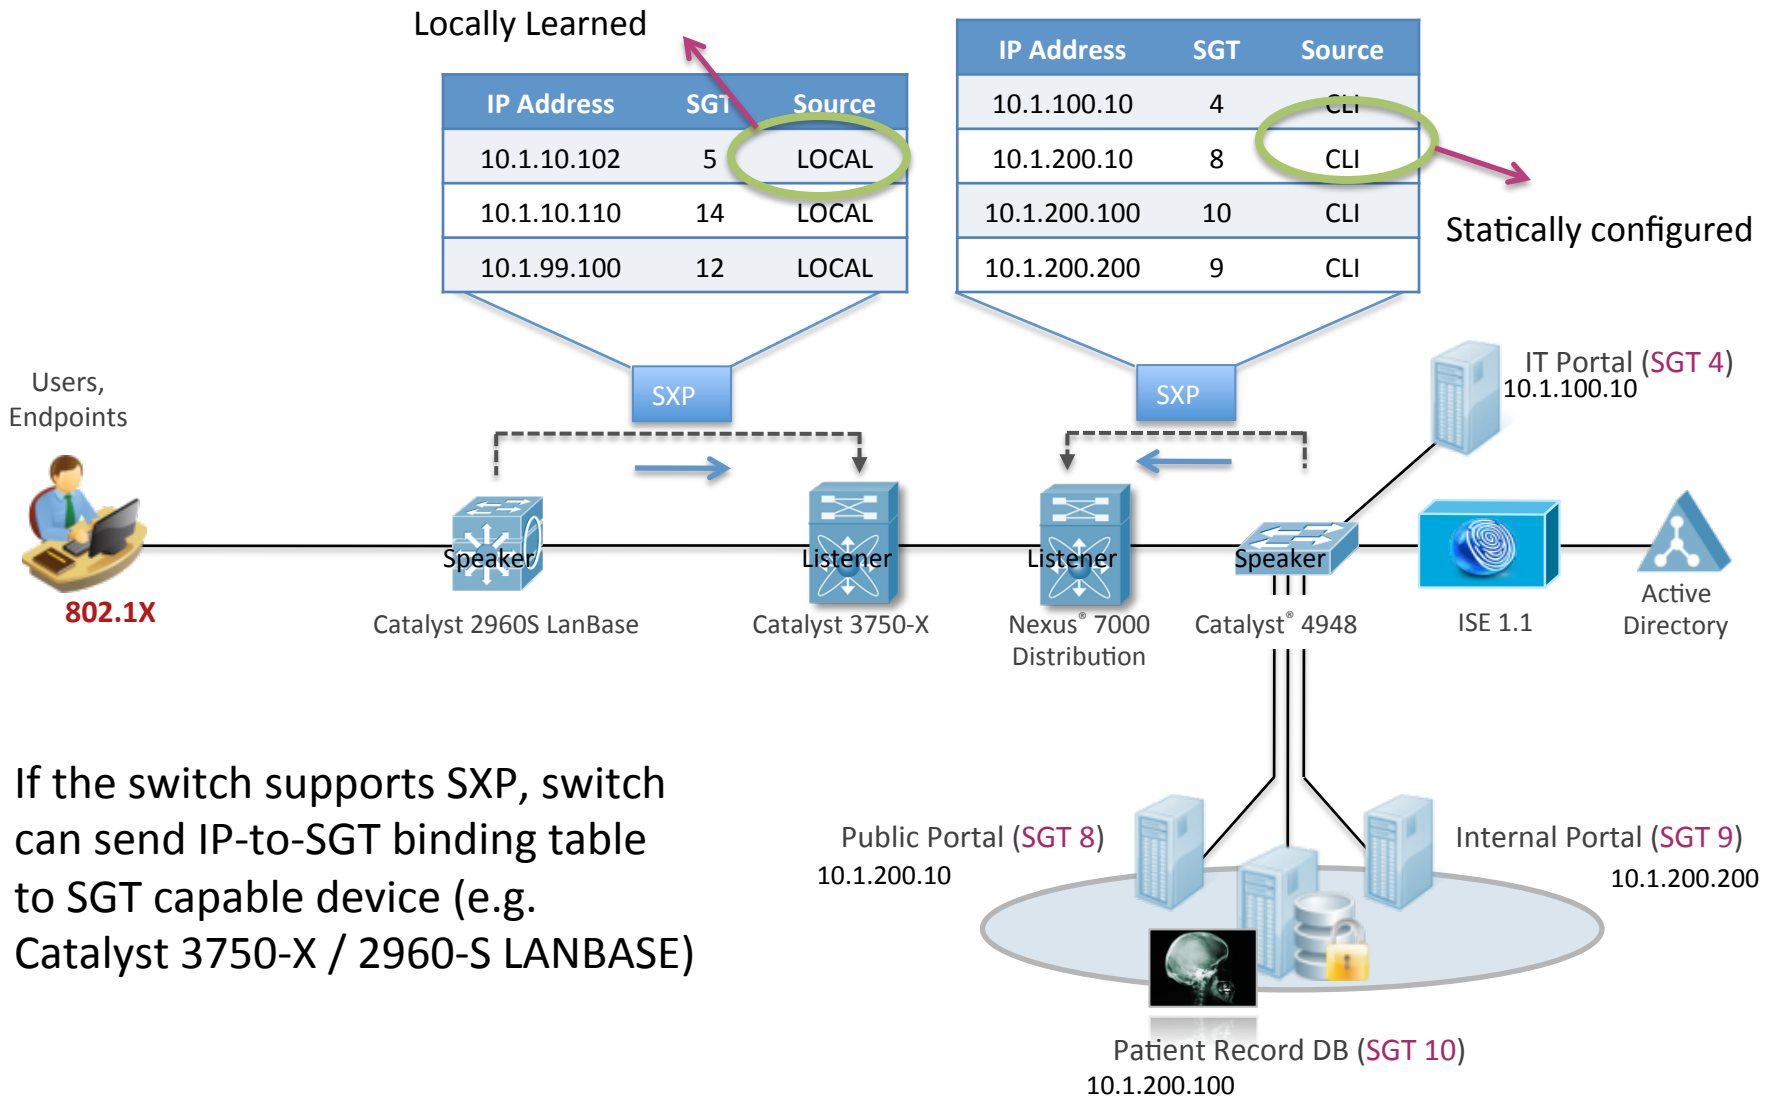 Locally Learned
IP Address SGT Source
10.1.10.102 5 LOCAL
10.1.10.110 14 LOCAL
10.1.99.100 12 LOCAL
IP Address SGT Source
10.1.100.10 4 CLI
10.1.200.10 8 CLI
10.1.200.100 10 CLI
10.1.200.200 9 CLI
Statically configured
SXP
SXP
IT Portal (SGT 4)
10.1.100.10
Users,
Endpoints
802.1X
Speaker
Listener
Listener
Speaker
Catalyst 2960S LanBase
Catalyst 3750-X
Nexus® 7000
Distribution
Catalyst® 4948
ISE 1.1
Active
Directory
If the switch supports SXP, switch
can send IP-to-SGT binding table
to SGT capable device (e.g.
Catalyst 3750-X / 2960-S LANBASE)
Public Portal (SGT 8)
10.1.200.10
Internal Portal (SGT 9)
10.1.200.200
Patient Record DB (SGT 10)
10.1.200.100